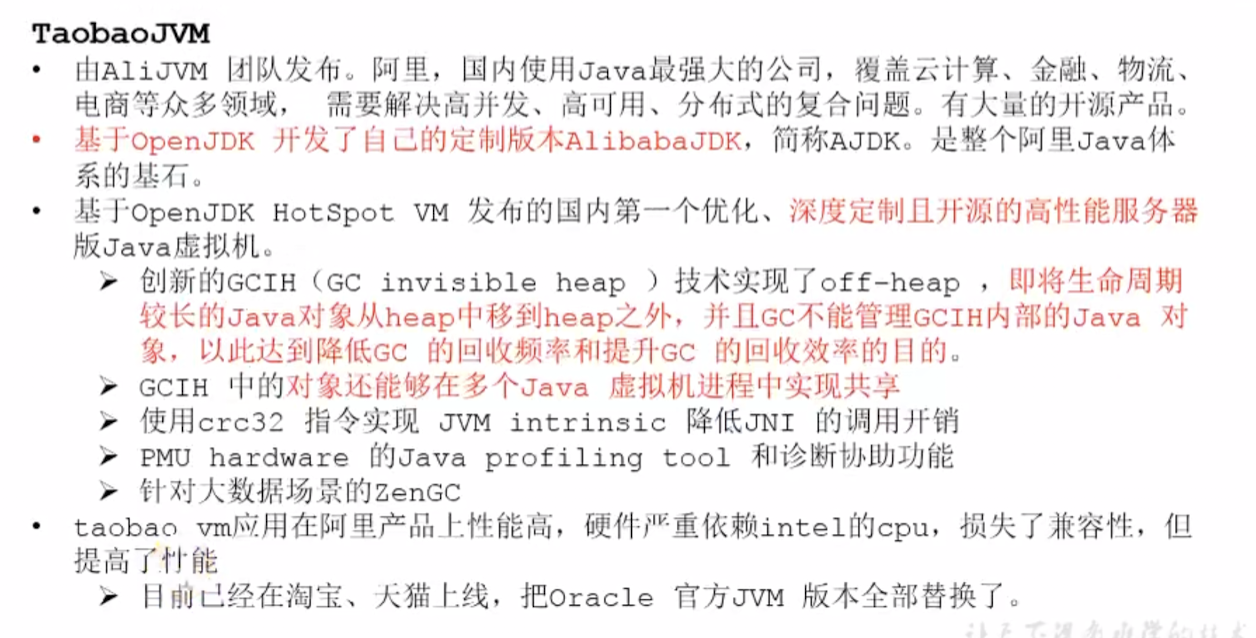 TaobaoJVM
• 由AliJVM 团队发布。阿里，国内使用Java最强大的公司，覆盖云计算、金融、物流、
电商等众多领域， 需要解决高并发、高可用、分布式的复合问题。有大量的开源产品。
• 基于OpenJDK 开发了自己的定制版本AlibabaJDK，简称AJDK。是整个阿里Java体
系的基石。
• 基于OpenJDK HotSpot VM 发布的国内第一个优化、深度定制且开源的高性能服务器
版Java虚拟机。
➤ 创新的GCIH（GC invisible heap ）技术实现了off-heap ，即将生命周期
较长的Java对象从heap中移到heap之外，并且GC不能管理GCIH内部的Java 对
象，以此达到降低GC 的回收频率和提升GC 的回收效率的目的。
➤ GCIH 中的对象还能够在多个Java 虚拟机进程中实现共享
➤ 使用crc32 指令实现 JVM intrinsic 降低JNI 的调用开销
➤ PMU hardware 的Java profiling tool 和诊断协助功能
➤ 针对大数据场景的ZenGC
• taobao vm应用在阿里产品上性能高，硬件严重依赖intel的cpu，损失了兼容性，但
提高了性能
➤ 目前已经在淘宝、天猫上线，把Oracle 官方JVM 版本全部替换了。